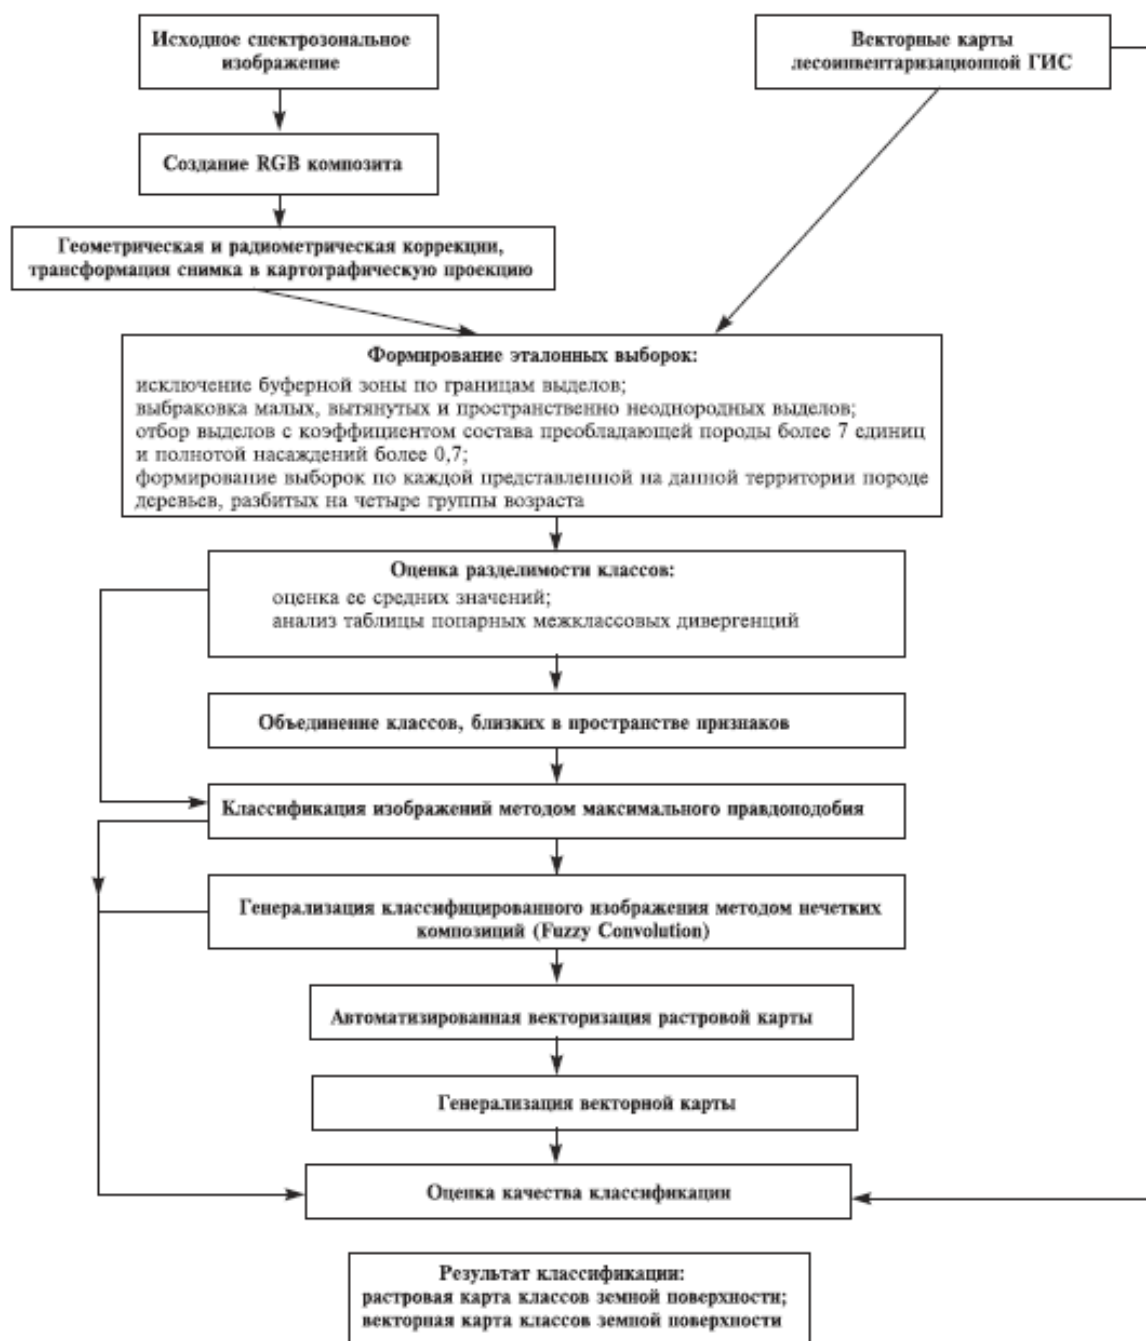 Исходное спектрозональное
изображение
Векторные карты
лесоинвентаризационной ГИС
Создание RGB композита
Геометрическая и радиометрическая коррекции,
трансформация снимка в картографическую проекцию
Формирование эталонных выборок:
исключение буферной зоны по границам выделов;
выбраковка малых, вытянутых и пространственно неоднородных выделов;
отбор выделов с коэффициентом состава преобладающей породы более 7 единиц
и полнотой насаждений более 0,7;
формирование выборок по каждой представленной на данной территории породе
деревьев, разбитых на четыре группы возраста
Оценка разделимости классов:
оценка ее средних значений;
анализ таблицы попарных межклассовых дивергенций
Объединение классов, близких в пространстве признаков
Классификация изображений методом максимального правдоподобия
Генерализация классифицированного изображения методом нечетких
композиций (Fuzzy Convolution)
Автоматизированная векторизация растровой карты
Генерализация векторной карты
Оценка качества классификации
Результат классификации:
растровая карта классов земной поверхности;
векторная карта классов земной поверхности